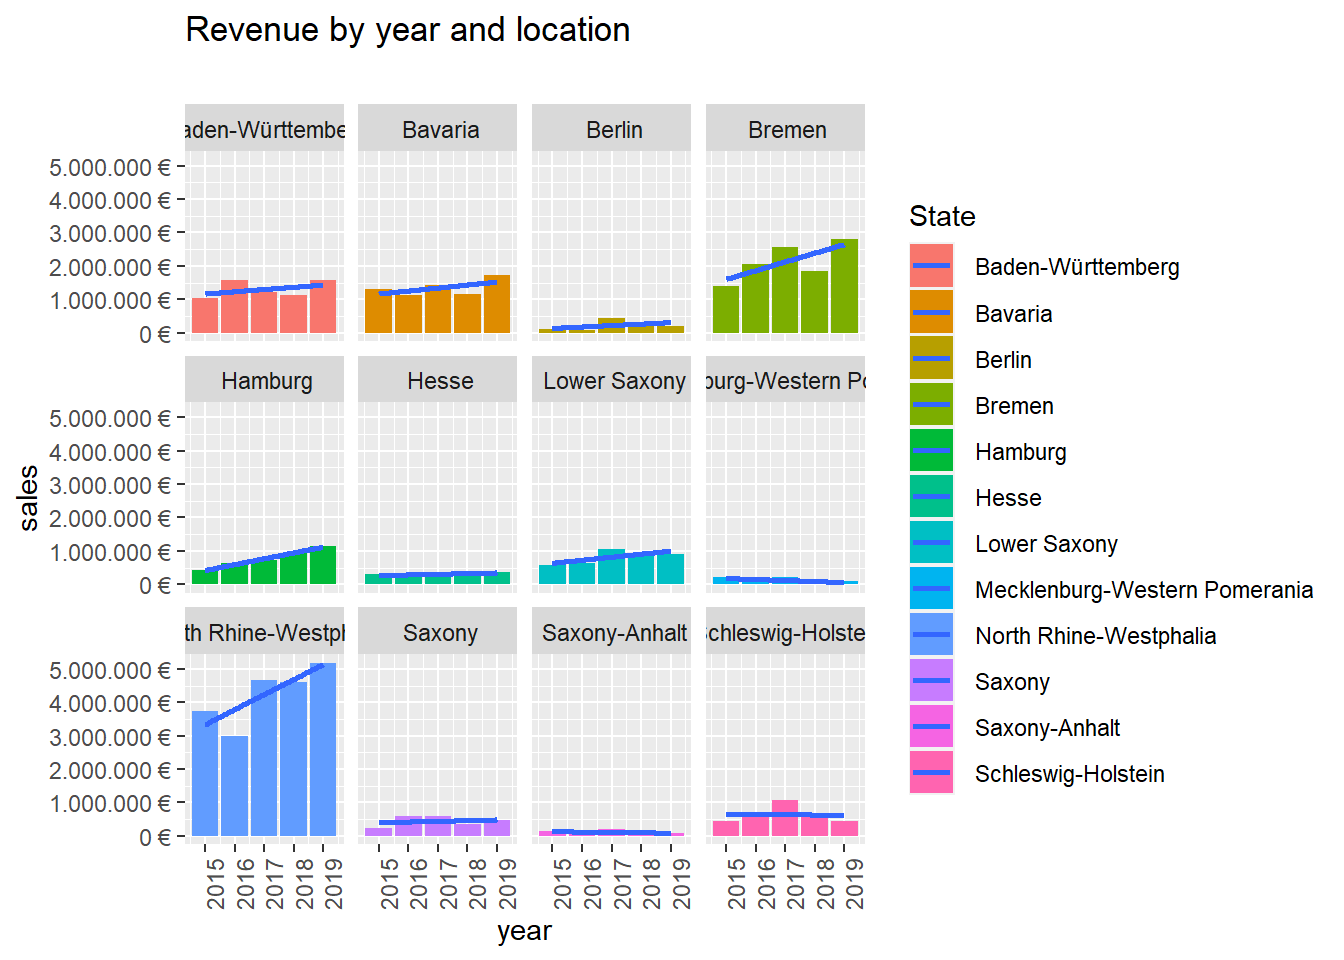 Revenue by year and location
aden-Württembe
Bavaria
Berlin
Bremen
5.000.000 €
4.000.000 €
3.000.000 €
2.000.000 €
1.000.000 €
0 €
Hamburg
Hesse
Lower Saxony
burg-Western Po
5.000.000 €
4.000.000 €
3.000.000 €
2.000.000 €
1.000.000 €
0 €
th Rhine-Westph
Saxony
Saxony-Anhalt
Schleswig-Holste
5.000.000 €
4.000.000 €
3.000.000 €
2.000.000 €
1.000.000 €
0 €
2015
2016
2017
2018
2019
2015
2016
2017
2018
2019
2015
2016
2017
2018
2019
2015
2016
2017
2018
2019
sales
year
State
Baden-Württemberg
Bavaria
Berlin
Bremen
Hamburg
Hesse
Lower Saxony
Mecklenburg-Western Pomerania
North Rhine-Westphalia
Saxony
Saxony-Anhalt
Schleswig-Holstein